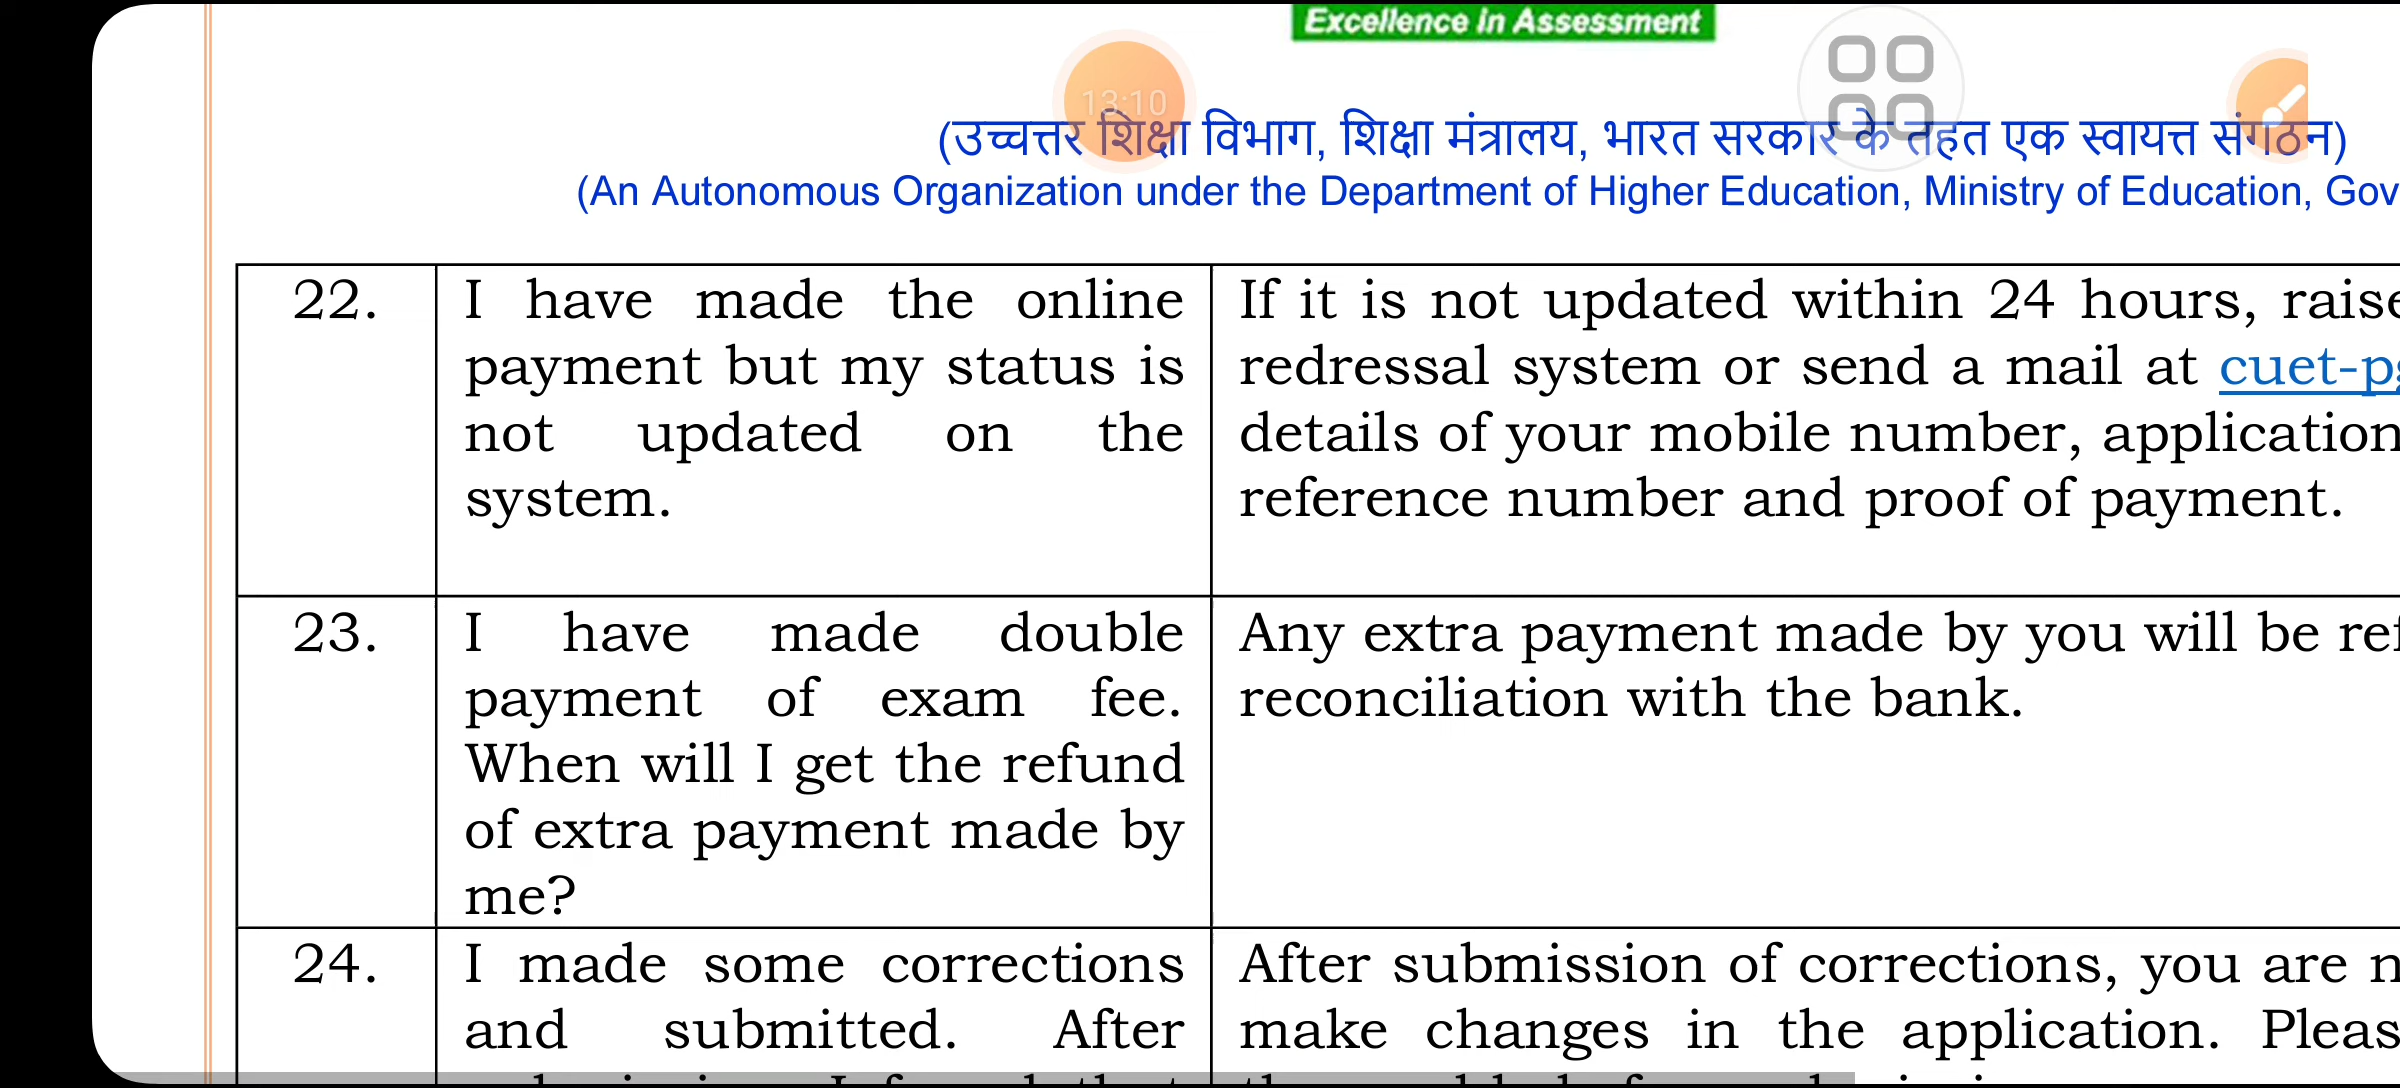 Excellence in Assessment
13:10
(उच्चत्तर शिक्षा विभाग, शिक्षा मंत्रालय, भारत सरकार के तहत एक स्वायत्त संगठन)
(An Autonomous Organization under the Department of Higher Education, Ministry of Education, Gov
22.
I have made the online
payment but my status is
not updated on the
system.
If it is not updated within 24 hours, raise
redressal system or send a mail at cuet-pg
details of your mobile number, application
reference number and proof of payment.
23.
I have made double
payment of exam fee.
When will I get the refund
of extra payment made by
me?
Any extra payment made by you will be ref
reconciliation with the bank.
24.
I made some corrections
and submitted. After
After submission of corrections, you are n
make changes in the application. Pleas